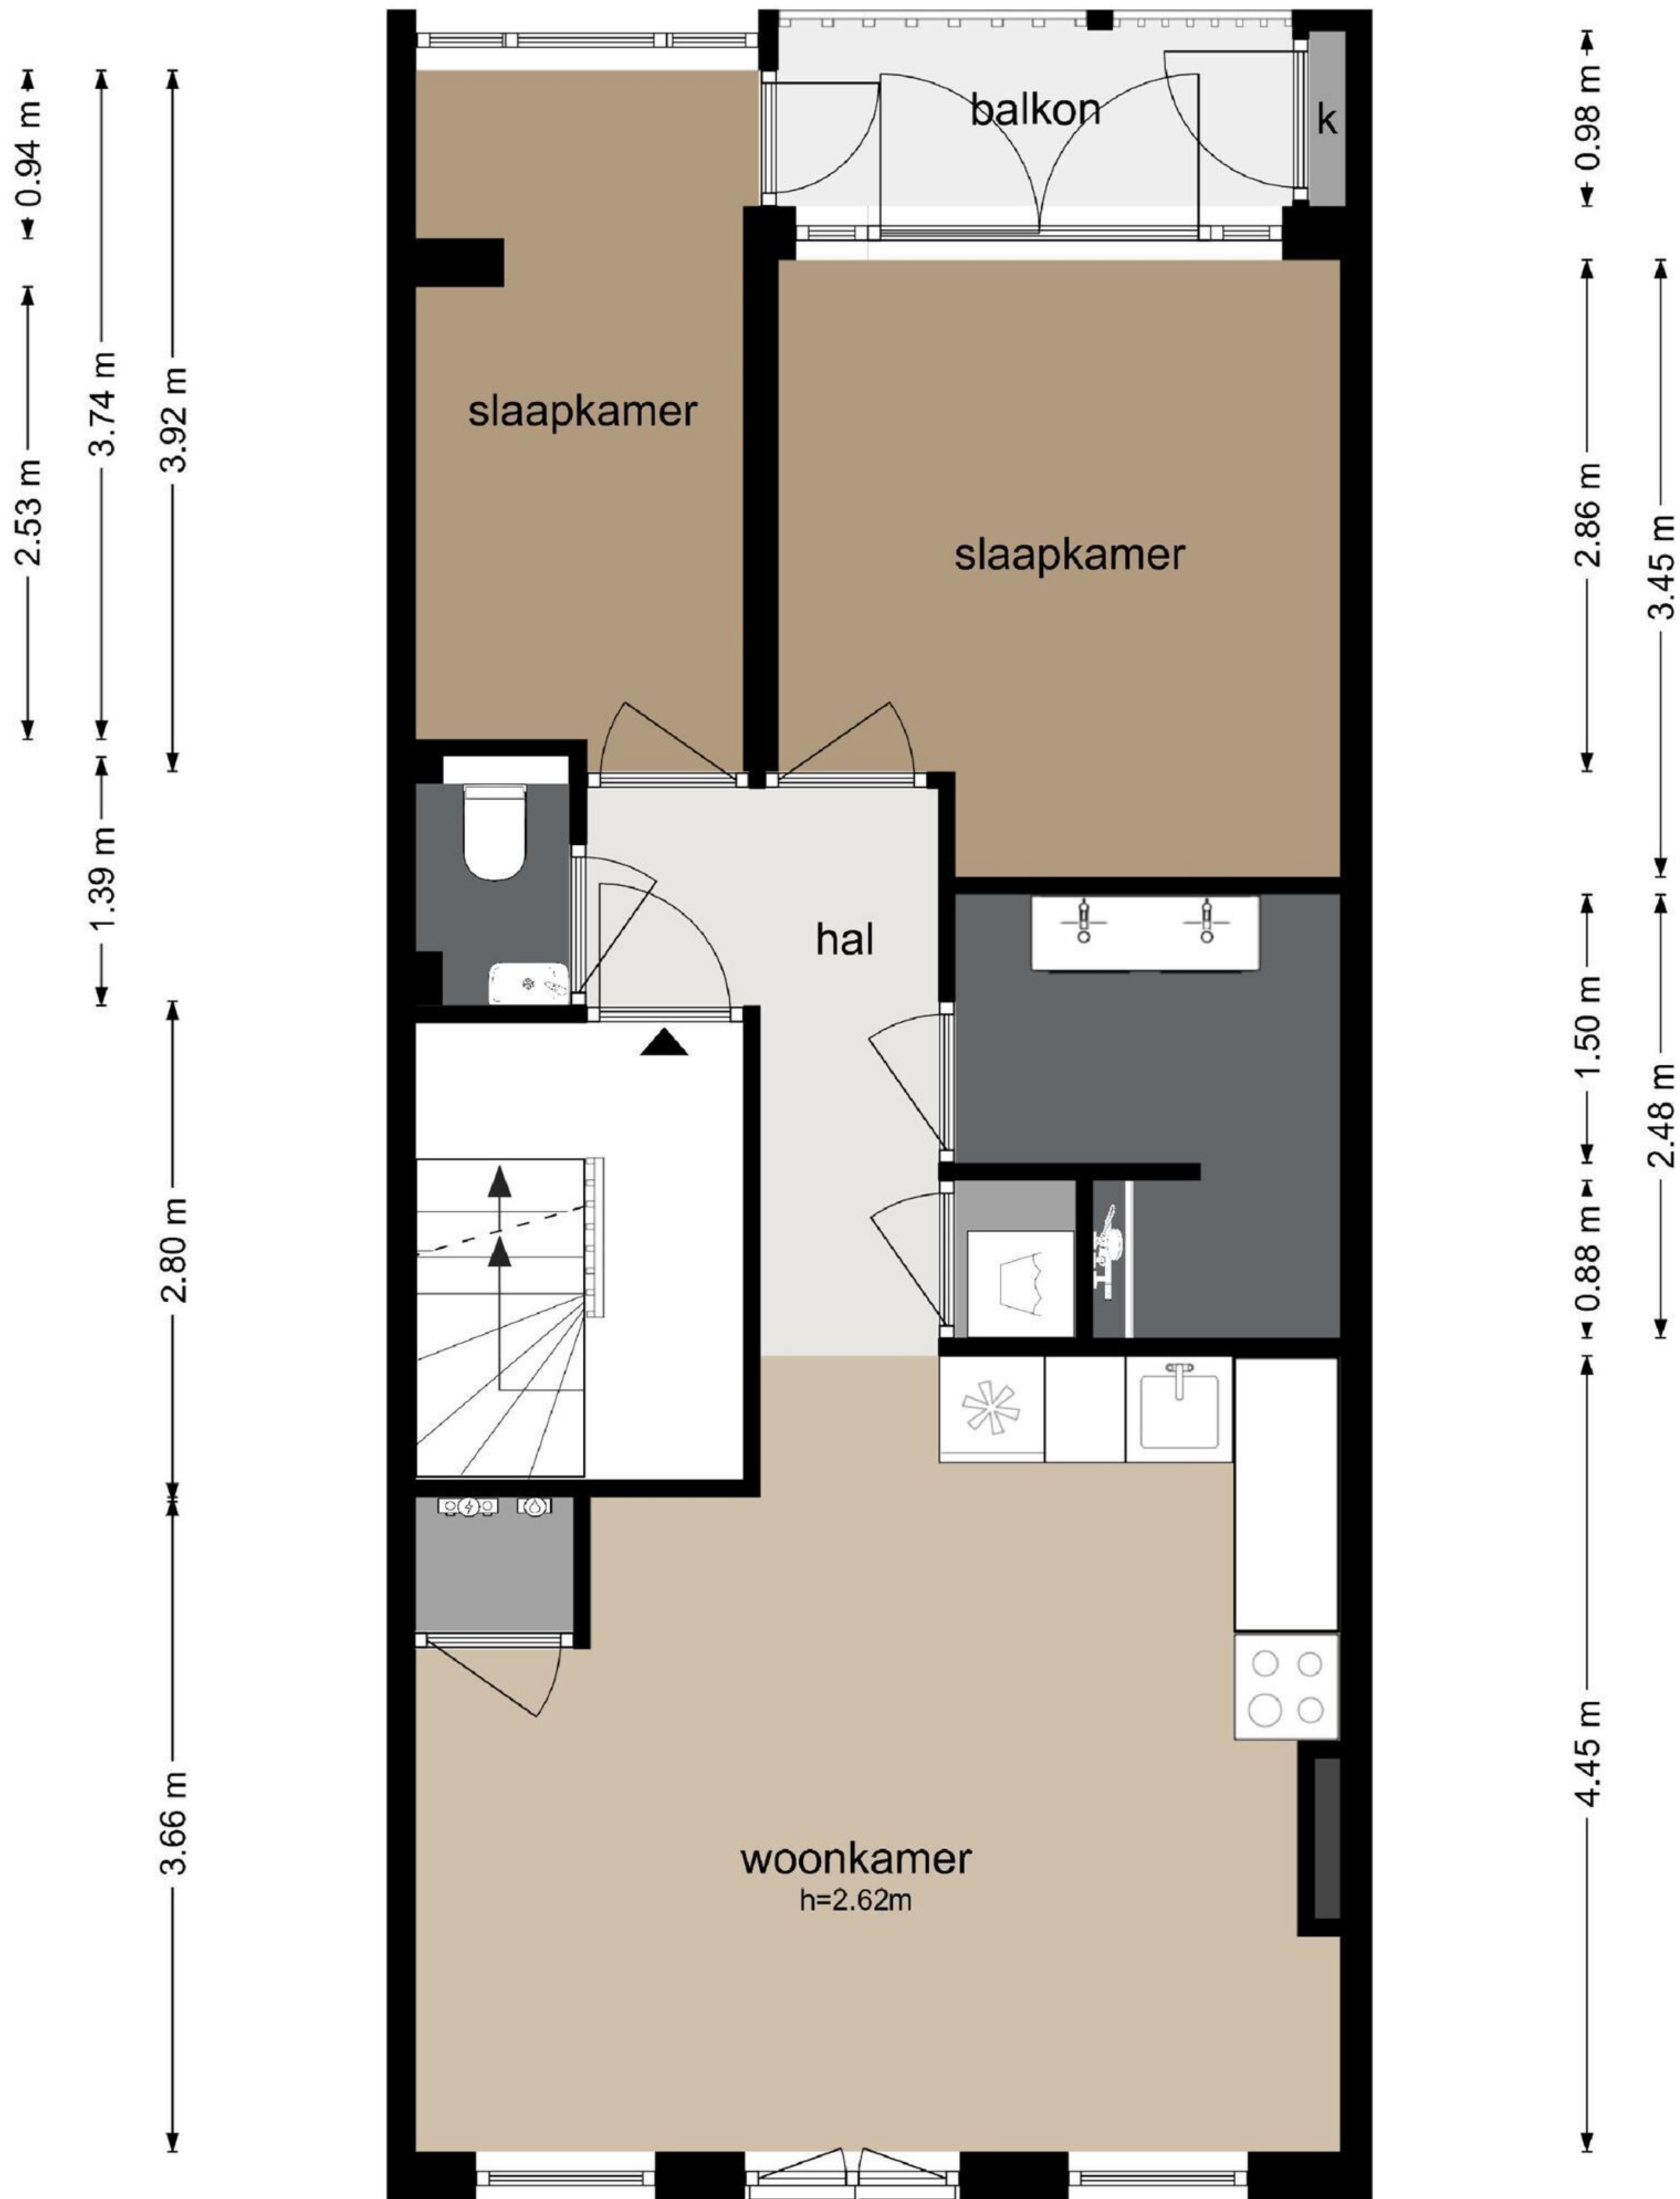 balkon
k
0.94 m
3.74 m
3.92 m
2.53 m
0.98 m
slaapkamer
slaapkamer
2.86 m
3.45 m
1.39 m
hal
1.50 m
2.48 m
0.88 m
2.80 m
3.66 m
4.45 m
woonkamer
h=2.62m